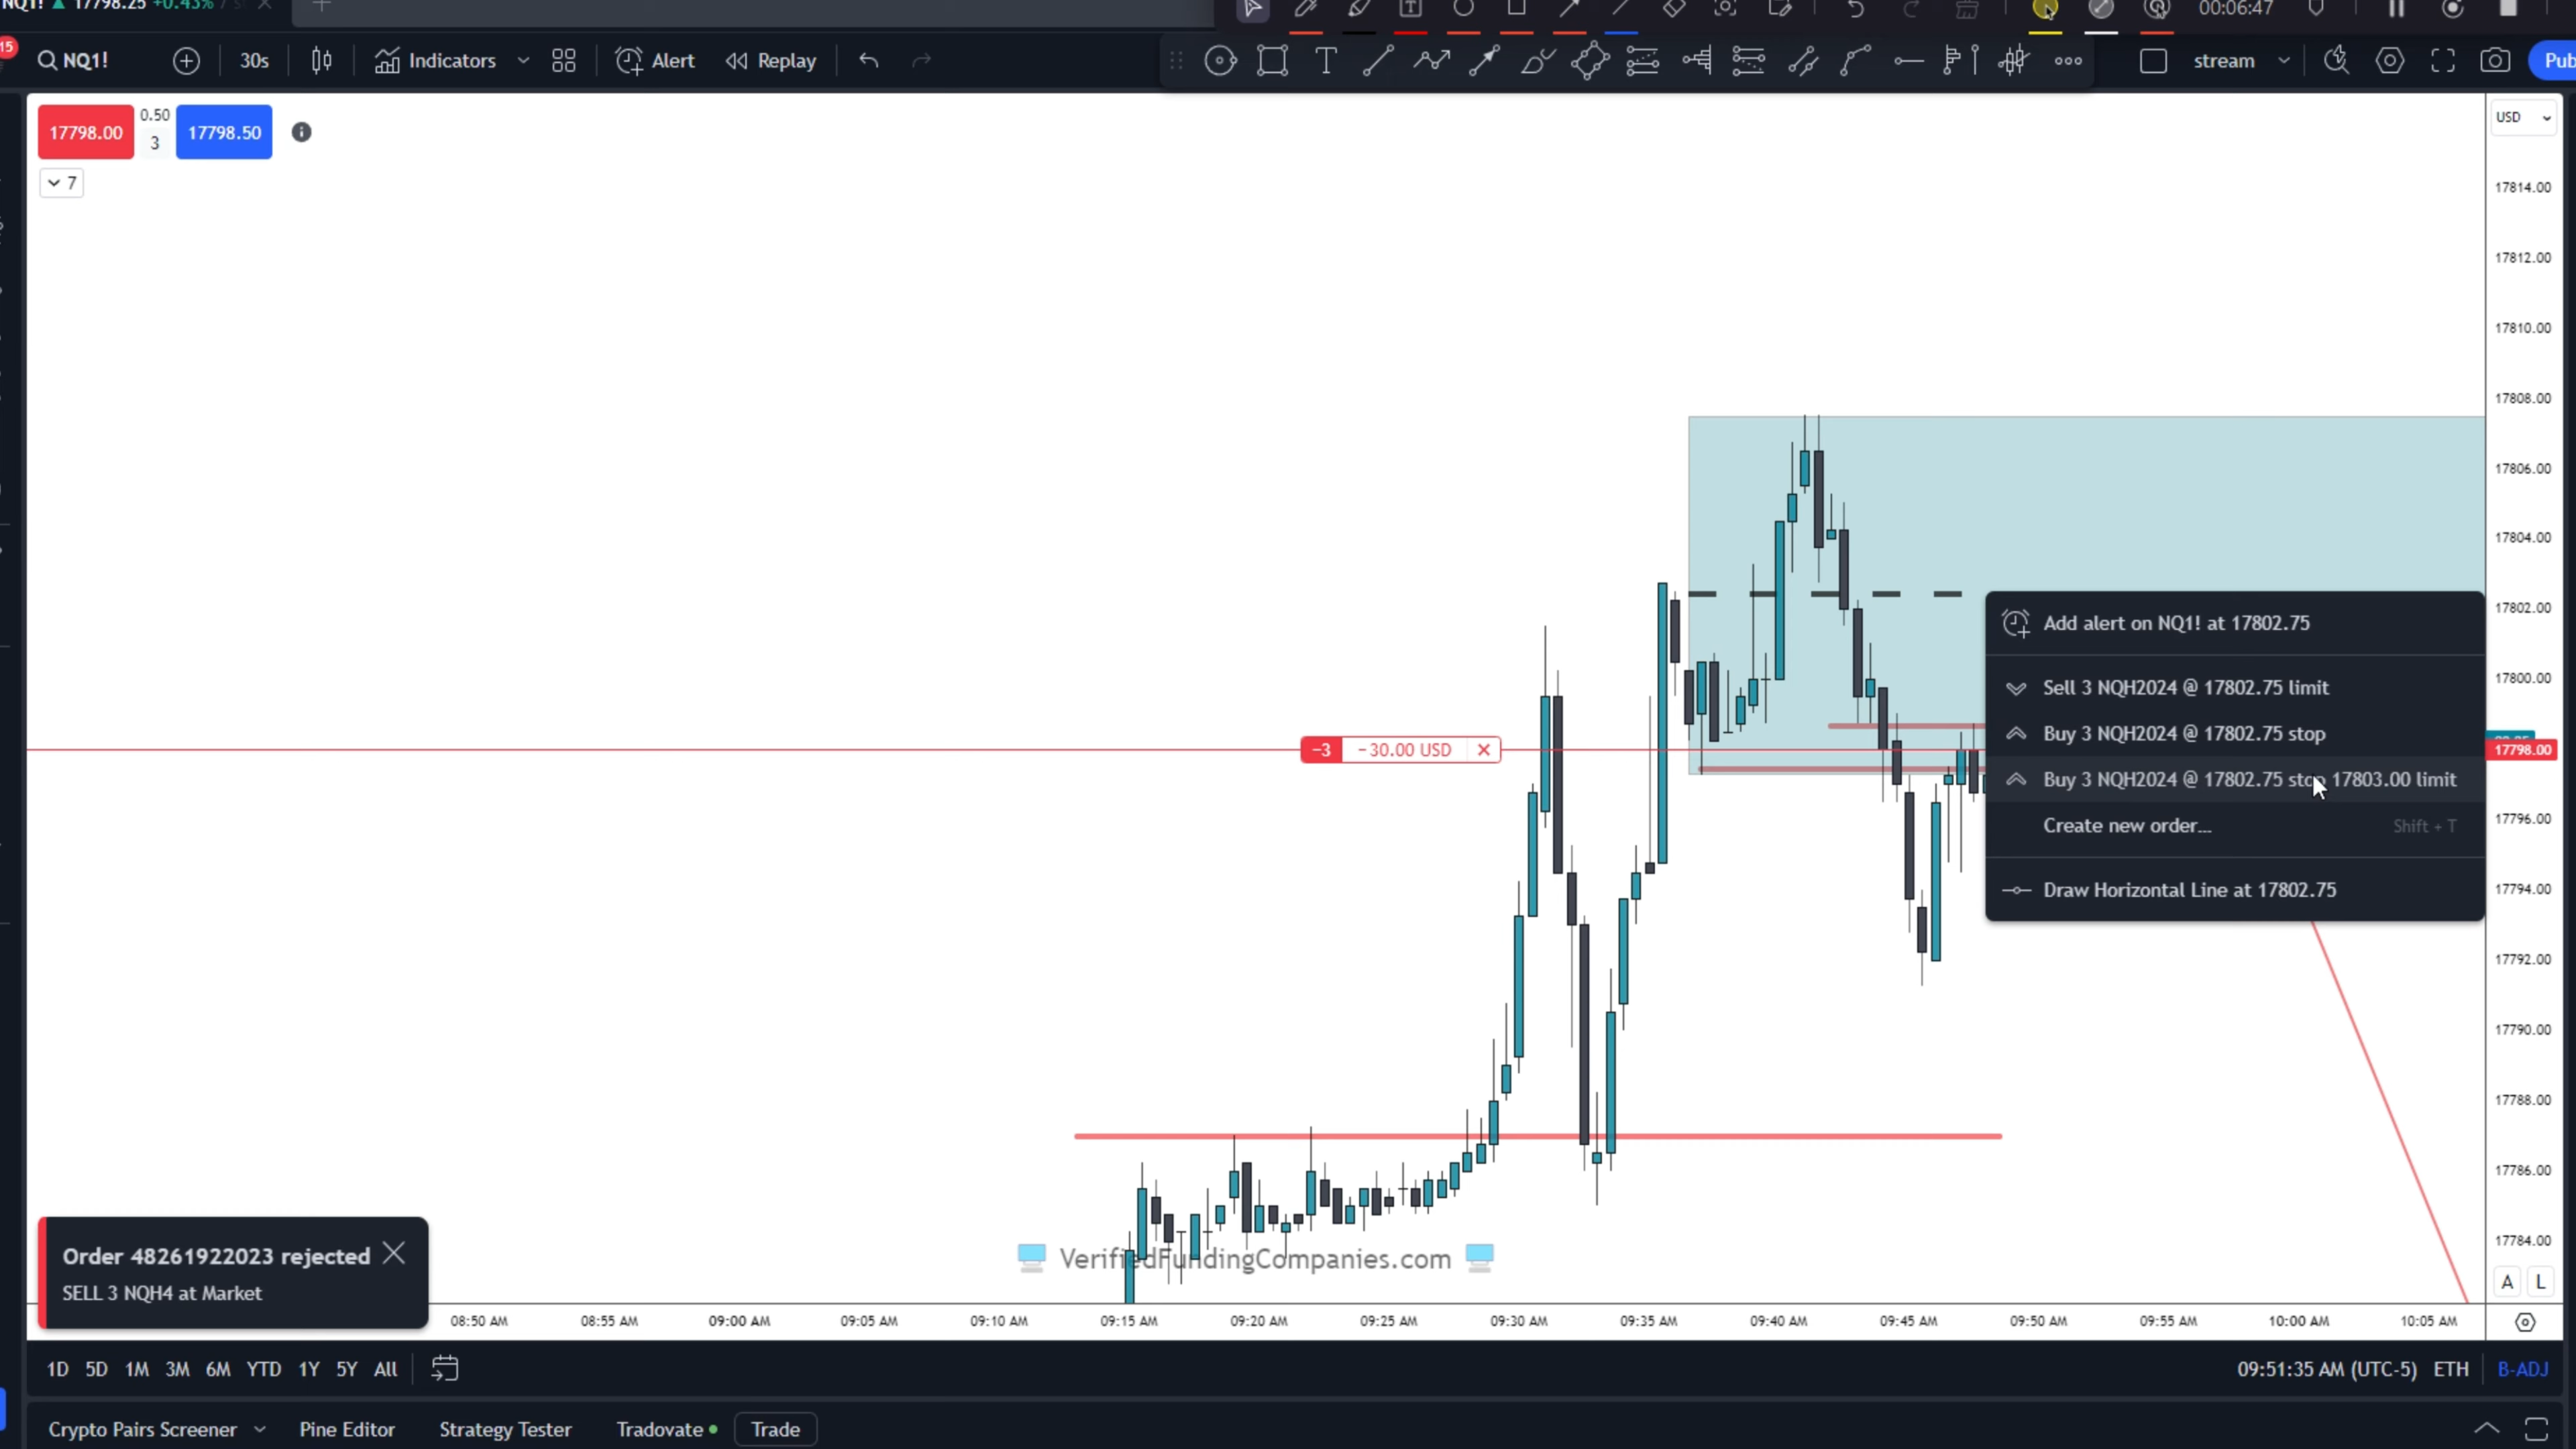 NQ1! ▲ 17798.25 +0.43%
00:06:47
15
NQ1!
30s
Indicators
Alert
Replay
stream
Pub
17798.00
0.50
3
17798.50
7
USD
17814.00
17812.00
17810.00
17808.00
17806.00
17804.00
17802.00
17800.00
17798.00
17796.00
17794.00
17792.00
17790.00
17788.00
17786.00
17784.00
Add alert on NQ1! at 17802.75
Sell 3 NQH2024 @ 17802.75 limit
Buy 3 NQH2024 @ 17802.75 stop
Buy 3 NQH2024 @ 17802.75 stop 17803.00 limit
Create new order...
Shift + T
Draw Horizontal Line at 17802.75
−3
−30.00 USD
VerifiedFundingCompanies.com
Order 48261922023 rejected
SELL 3 NQH4 at Market
A L
08:50 AM 08:55 AM 09:00 AM 09:05 AM 09:10 AM 09:15 AM 09:20 AM 09:25 AM 09:30 AM 09:35 AM 09:40 AM 09:45 AM 09:50 AM 09:55 AM 10:00 AM 10:05 AM
1D 5D 1M 3M 6M YTD 1Y 5Y All
09:51:35 AM (UTC-5) ETH B-ADJ
Crypto Pairs Screener Pine Editor Strategy Tester Tradovate Trade